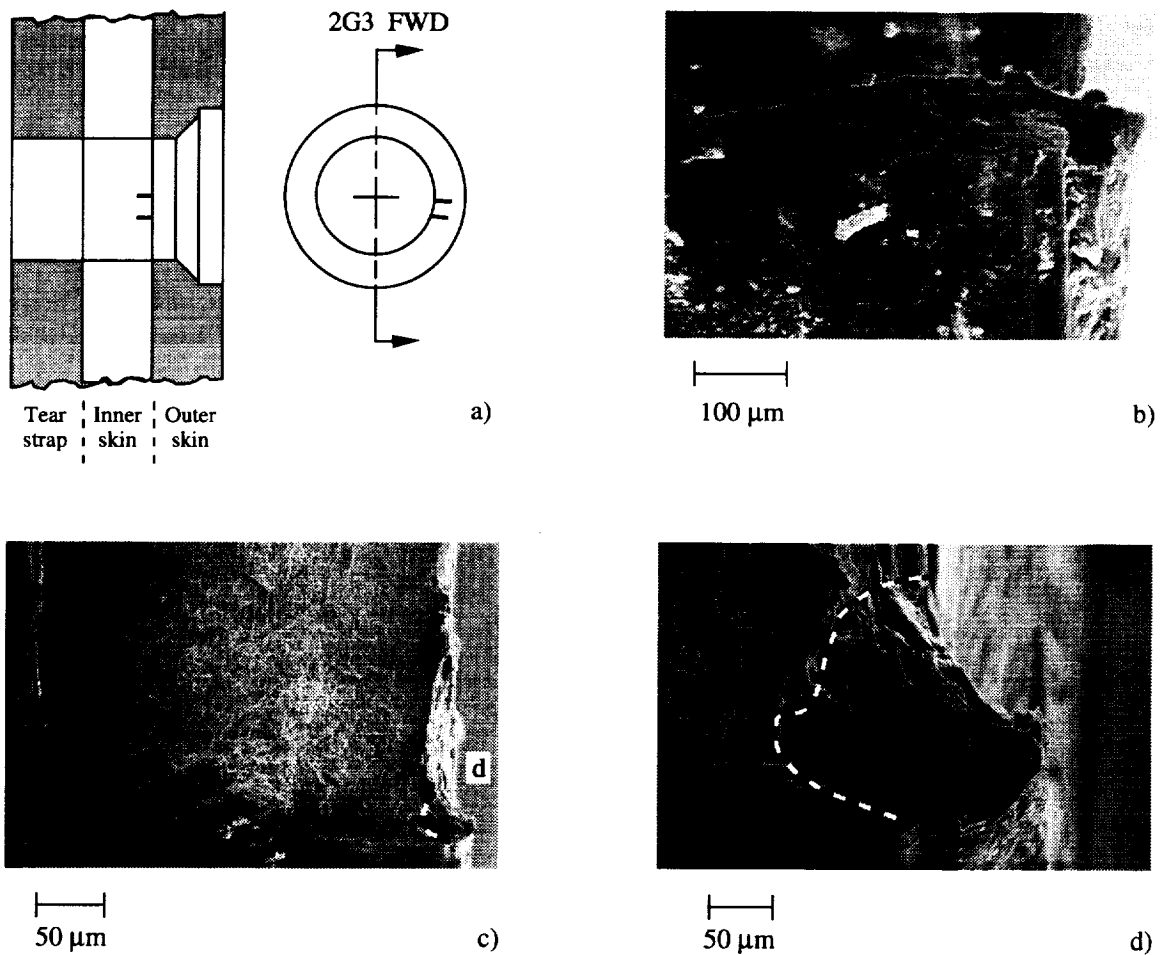 2G3 FWD
Tear strap
Inner skin
Outer skin
a)
100 μm
b)
d
50 μm
c)
50 μm
d)